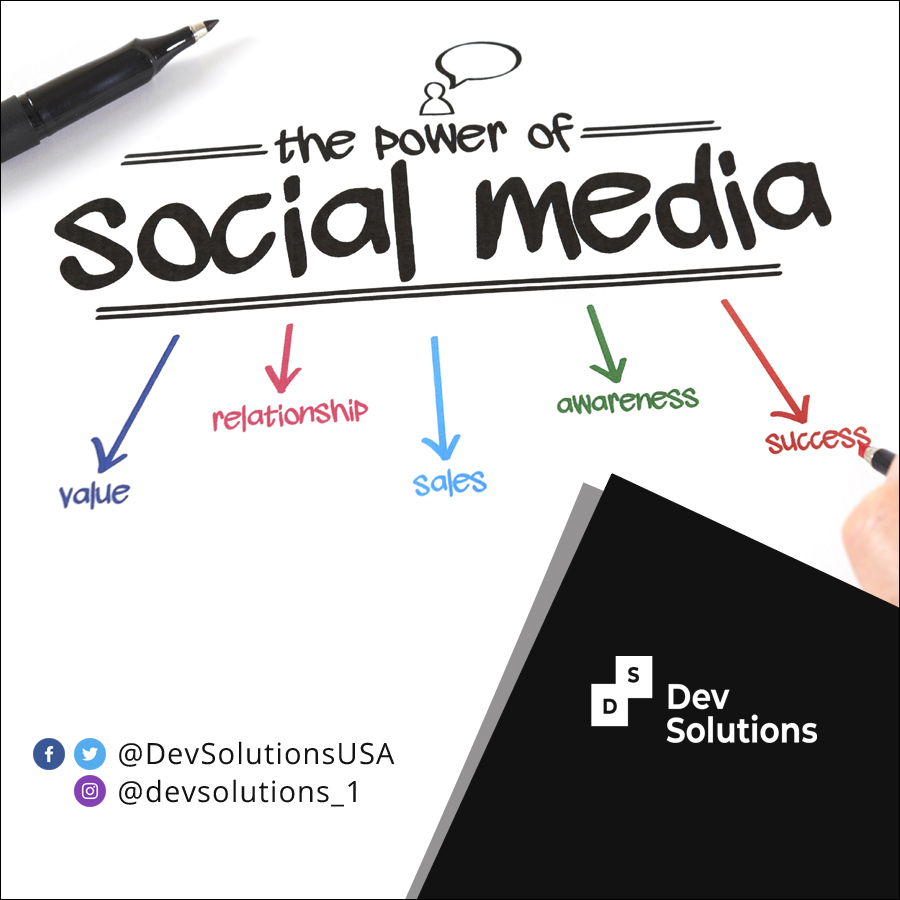 the power of
social media
relationship
awareness
success
value
sales
S
D
Dev
Solutions
@DevSolutionsUSA
@devsolutions_1